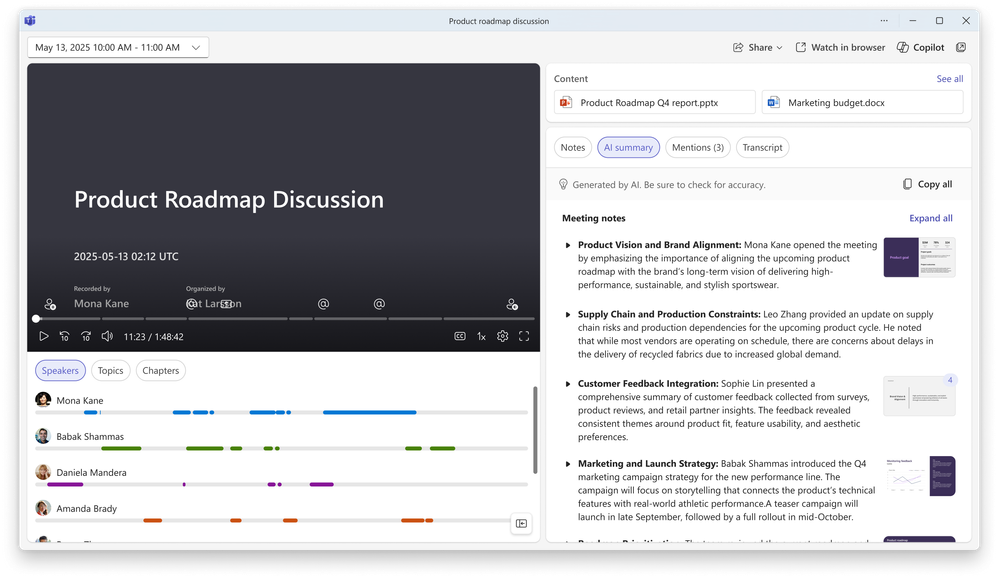 Product roadmap discussion
May 13, 2025 10:00 AM - 11:00 AM
Share
Watch in browser
Copilot
Product Roadmap Discussion
2025-05-13 02:12 UTC
Recorded by
Organized by
Mona Kane
Kat Larsson
11:23 / 1:48:42
1x
Speakers
Topics
Chapters
Mona Kane
Babak Shammas
Daniela Mandera
Amanda Brady
Content
See all
Product Roadmap Q4 report.pptx
Marketing budget.docx
Notes
AI summary
Mentions (3)
Transcript
Generated by AI. Be sure to check for accuracy.
Copy all
Meeting notes
Expand all
Product Vision and Brand Alignment: Mona Kane opened the meeting
by emphasizing the importance of aligning the upcoming product
roadmap with the brand's long-term vision of delivering high-
performance, sustainable, and stylish sportswear.
Supply Chain and Production Constraints: Leo Zhang provided an update on supply
chain risks and production dependencies for the upcoming product cycle. He noted
that while most vendors are operating on schedule, there are concerns about delays in
the delivery of recycled fabrics due to increased global demand.
Customer Feedback Integration: Sophie Lin presented a
comprehensive summary of customer feedback collected from surveys,
product reviews, and retail partner insights. The feedback revealed
consistent themes around product fit, feature usability, and aesthetic
preferences.
4
Marketing and Launch Strategy: Babak Shammas introduced the Q4
marketing campaign strategy for the new performance line. The
campaign will focus on storytelling that connects the product's technical
features with real-world athletic performance.A teaser campaign will
launch in late September, followed by a full rollout in mid-October.